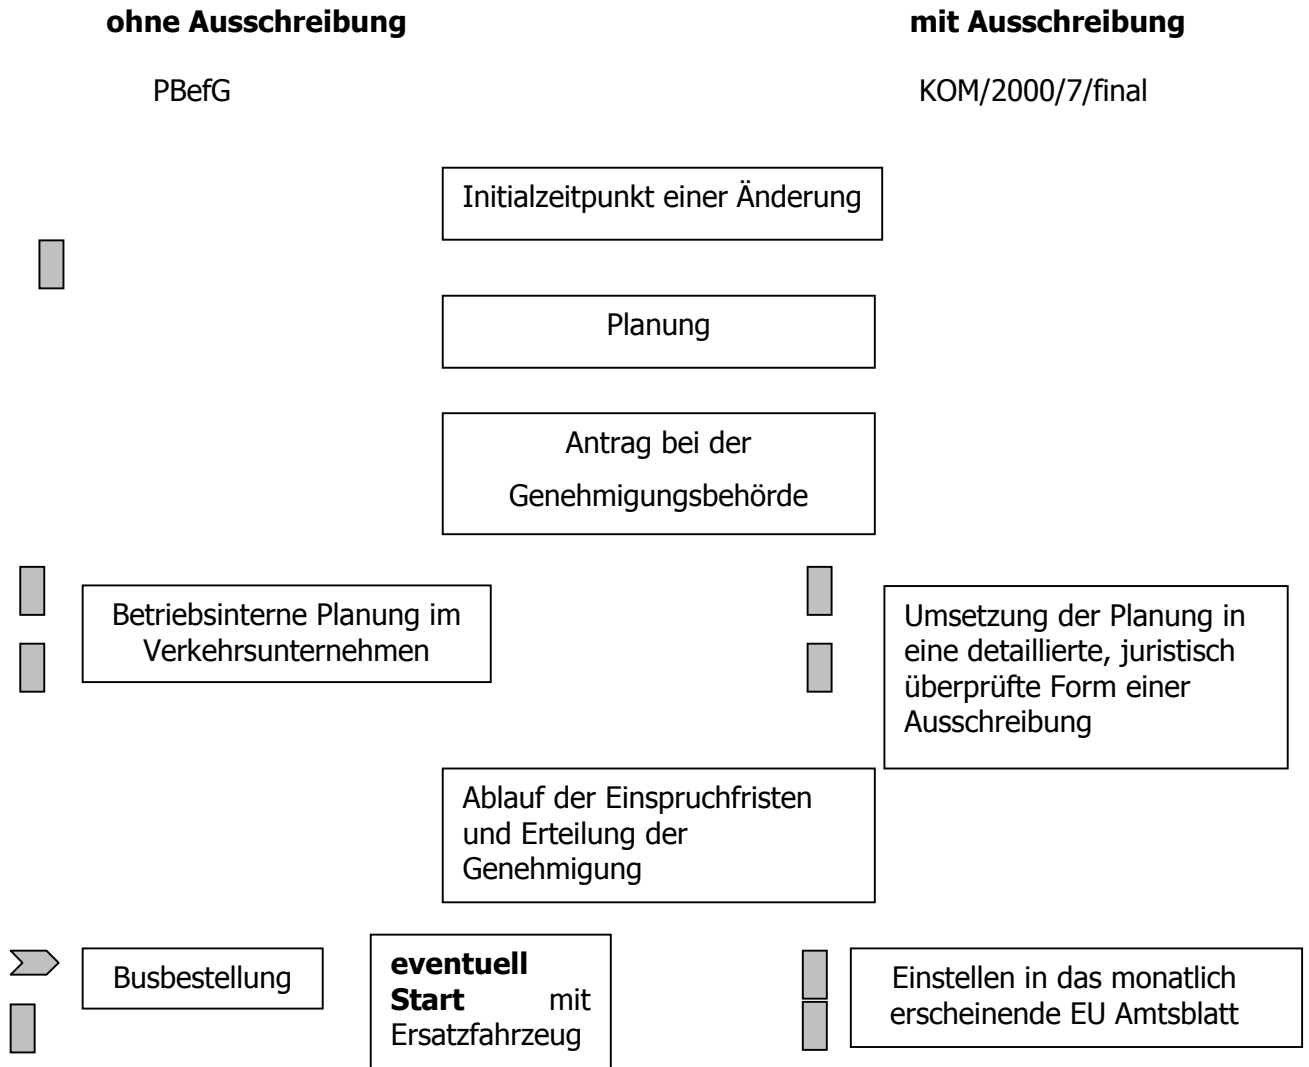 ohne Ausschreibung
mit Ausschreibung
PBefG
KOM/2000/7/final
Initialzeitpunkt einer Änderung
Planung
Antrag bei der
Genehmigungsbehörde
Betriebsinterne Planung im
Verkehrsunternehmen
Umsetzung der Planung in
eine detaillierte, juristisch
überprüfte Form einer
Ausschreibung
Ablauf der Einspruchfristen
und Erteilung der
Genehmigung
Busbestellung
eventuell
Start mit
Ersatzfahrzeug
Einstellen in das monatlich
erscheinende EU Amtsblatt